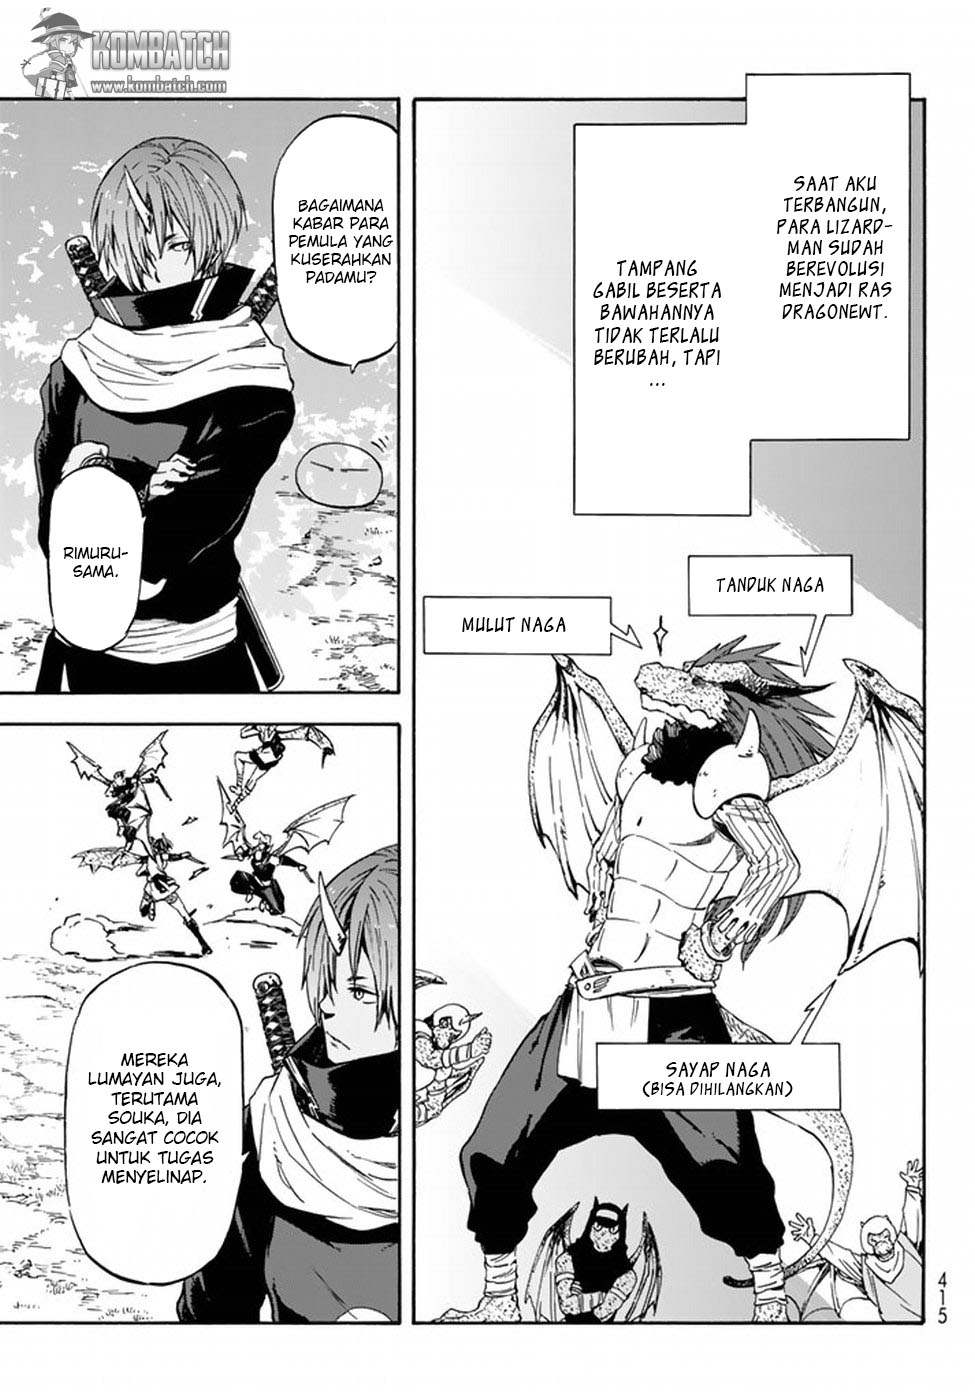 KOMBATCH
www.kombatch.com
SAAT AKU
TERBANGUN,
PARA LIZARD-
MAN SUDAH
BEREVOLUSI
MENJADI RAS
DRAGONEWT.
TAMPANG
GABIL BESERTA
BAWAHANNYA
TIDAK TERLALU
BERUBAH, TAPI
...
TANDUK NAGA
MULUT NAGA
SAYAP NAGA
(BISA DIHILANGKAN)
BAGAIMANA
KABAR PARA
PEMULA YANG
KUSERAHKAN
PADAMU?
RIMURU-
SAMA.
MEREKA
LUMAYAN JUGA,
TERUTAMA
SOUKA, DIA
SANGAT COCOK
UNTUK TUGAS
MENYELINAP.
415